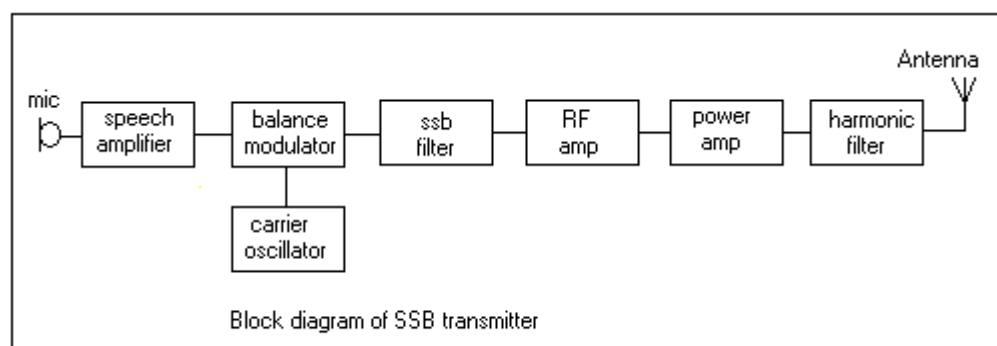 Antenna
mic
speech
amplifier
balance
modulator
ssb
filter
RF
amp
power
amp
harmonic
filter
carrier
oscillator
Block diagram of SSB transmitter